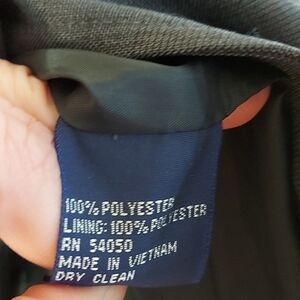 100% POLYESTER
LINING: 100% POLYESTER
RN 54050
MADE IN VIETNAM
DRY CLEAN